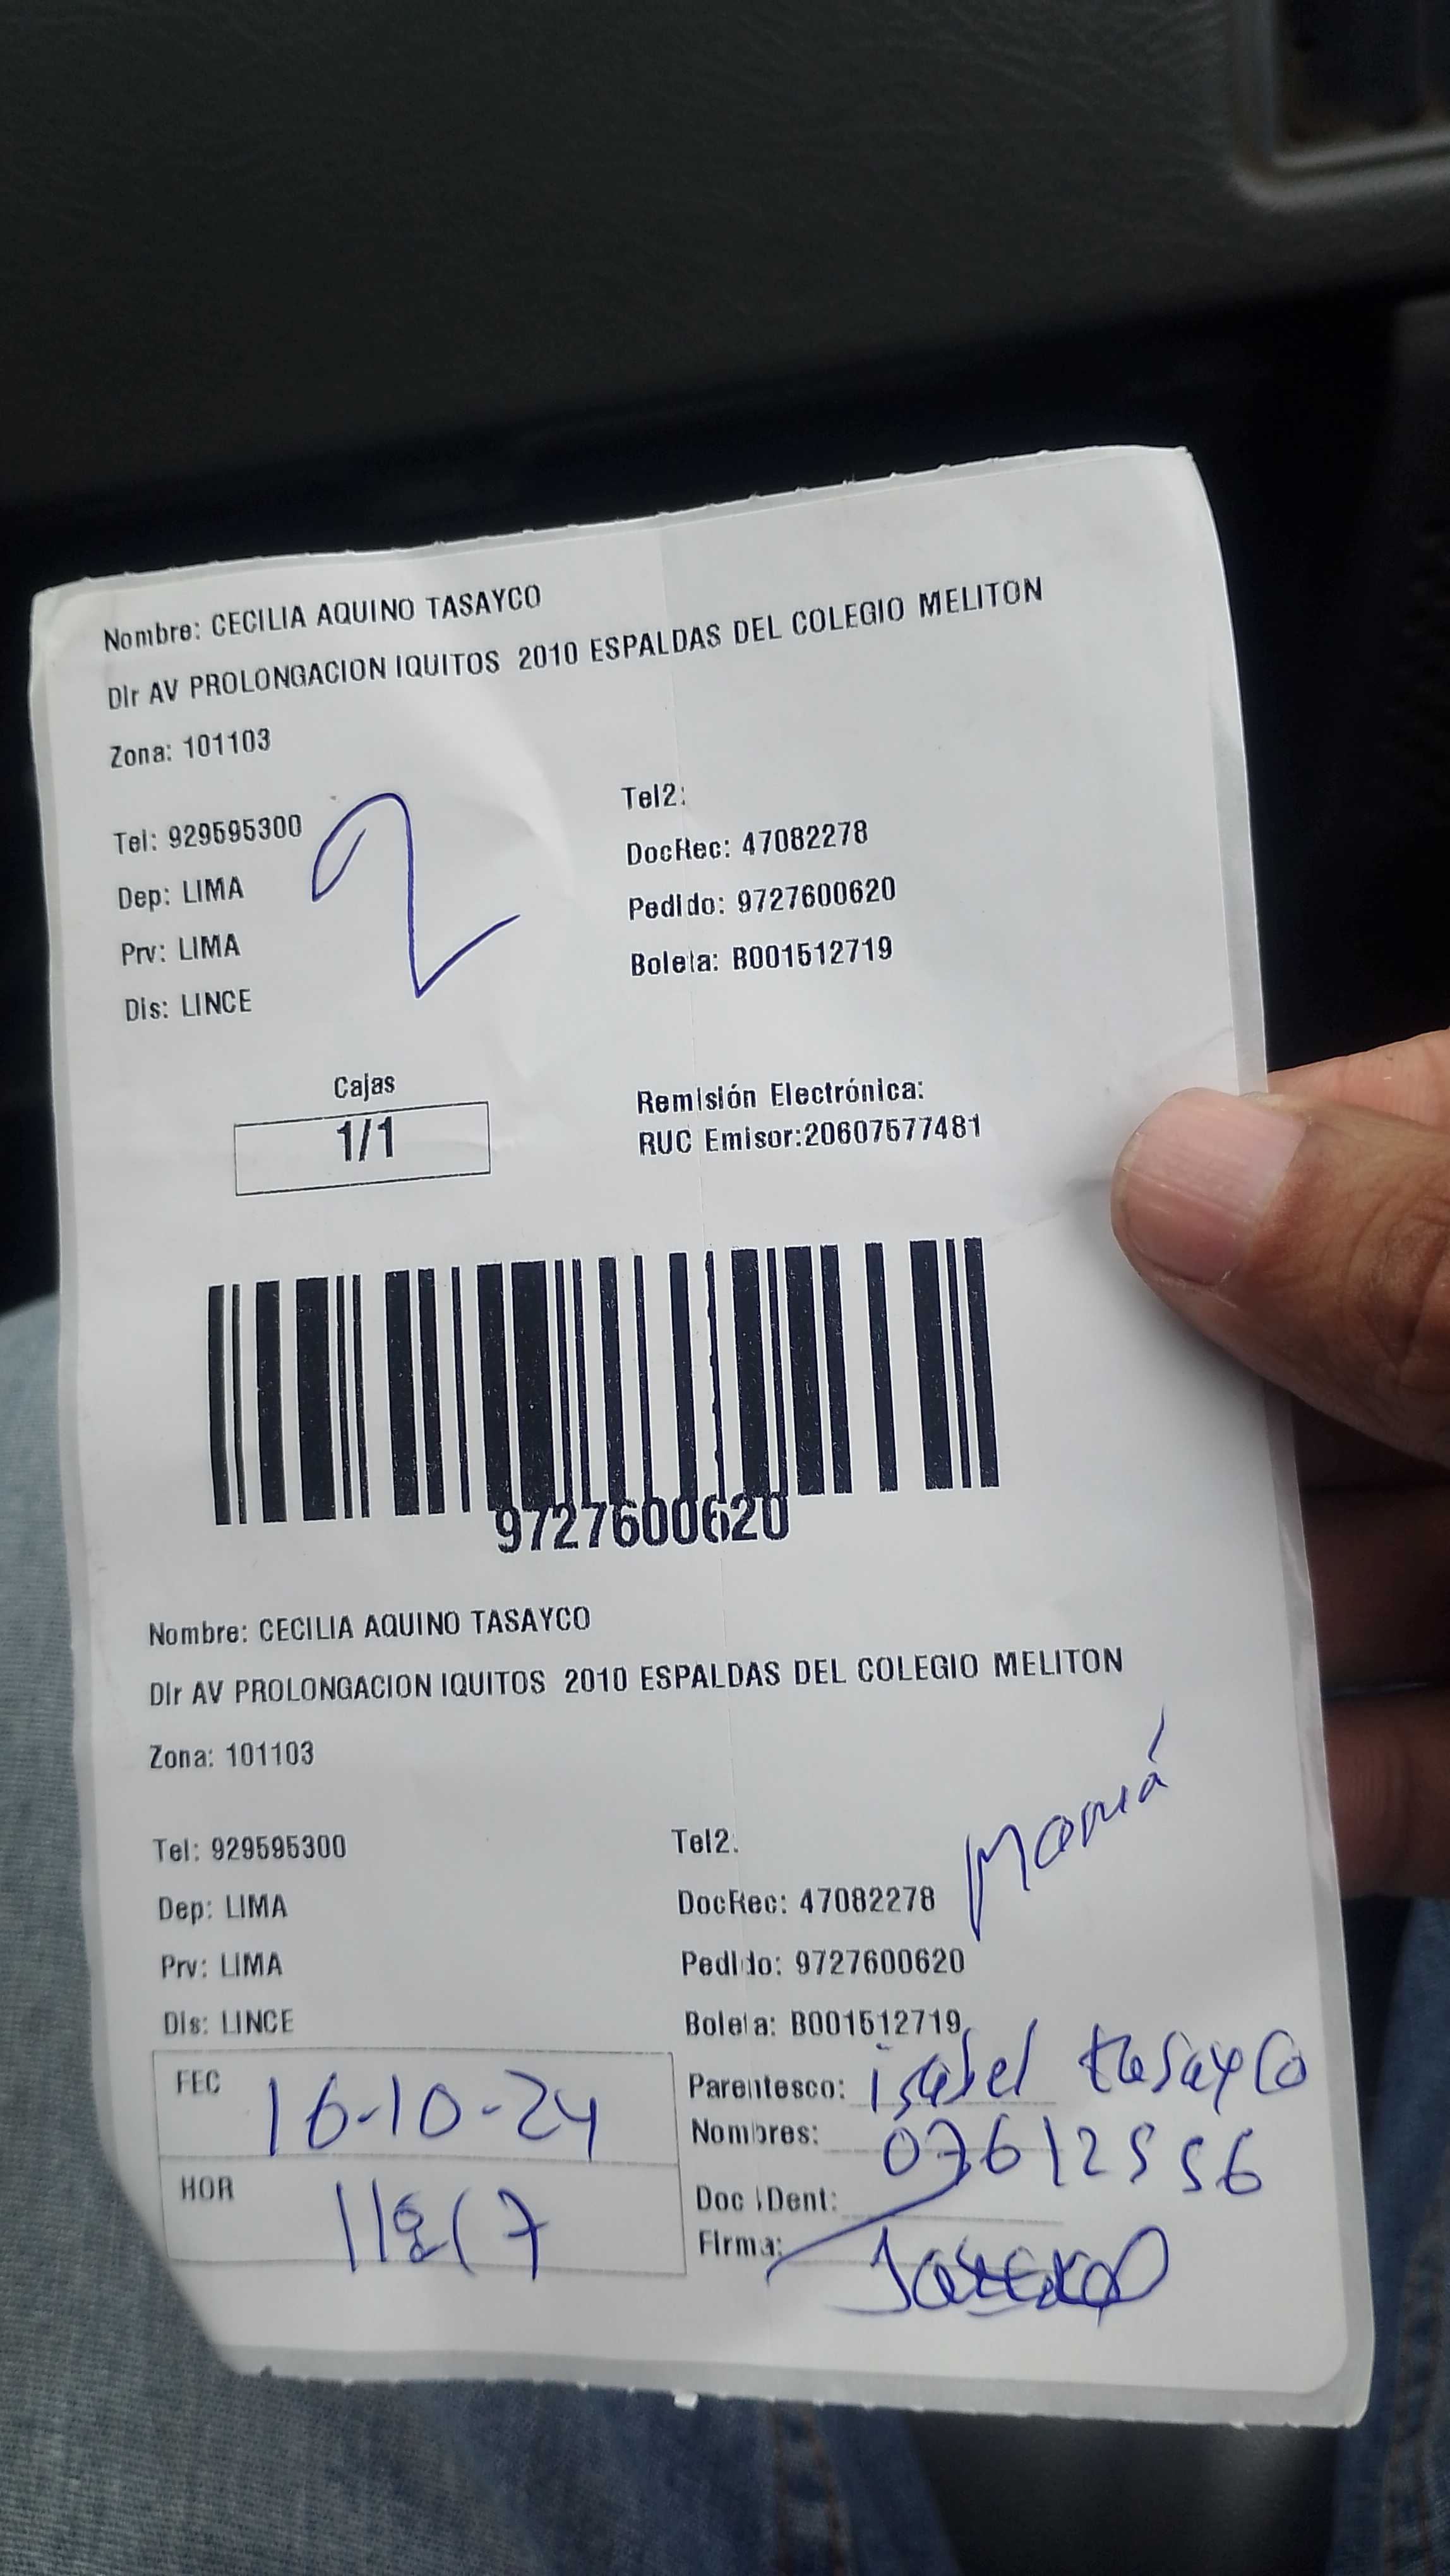 Nombre: CECILIA AQUINO TASAYCO
Dir AV PROLONGACION IQUITOS 2010 ESPALDAS DEL COLEGIO MELITON
Zona: 101103
Tel: 929595300
Tel2:
2
DocRec: 47082278
Dep: LIMA
Pedido: 9727600620
Prv: LIMA
Boleta: B001512719
Dis: LINCE
Cajas
1/1
Remisión Electrónica:
RUC Emisor:20607577481
9727600620
Nombre: CECILIA AQUINO TASAYCO
Dir AV PROLONGACION IQUITOS 2010 ESPALDAS DEL COLEGIO MELITON
Zona: 101103
Tel: 929595300
Tel2:
mamá
Dep: LIMA
DocRec: 47082278
Prv: LIMA
Pedido: 9727600620
Dis: LINCE
Boleta: B001512719
FEC 16-10-24
Parentesco: isabel tasayco
Nombres: 07612556
HOR
Doc IDent:
Firma: